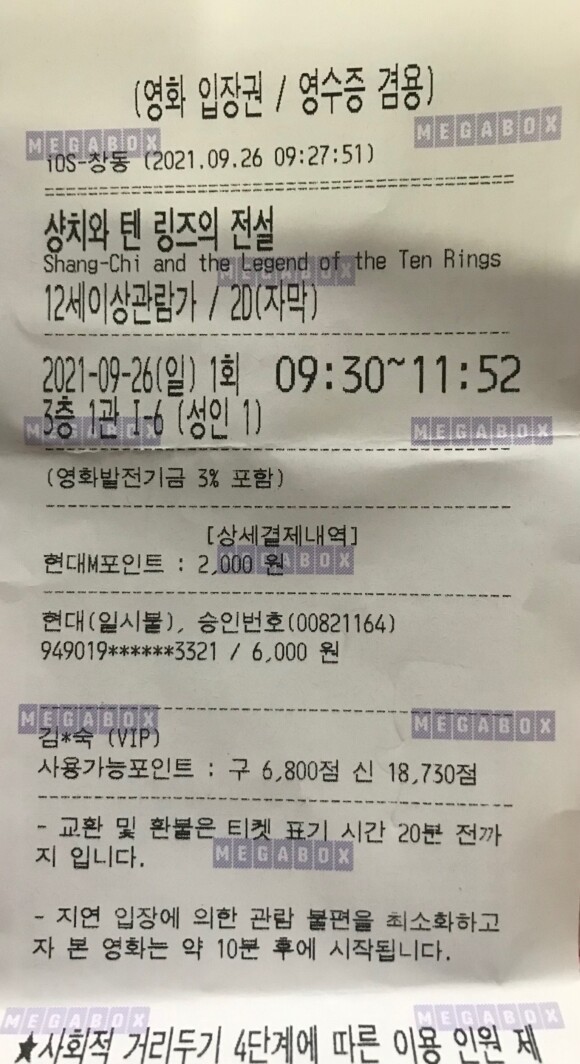 (영화 입장권 / 영수증 겸용)
MEGABOX MEGABOX
iOS-창동 (2021.09.26 09:27:51)
샹치와 텐 링즈의 전설
Shang-Chi and the Legend of the Ten Rings
MEGABOX
12세이상관람가 / 2D(자막)
2021-09-26(일) 1회 09:30~11:52
3층 1관 I-6 (성인 1)
MEGABOX MEGABOX
(영화발전기금 3% 포함)
[상세결제내역]
현대M포인트 : 2,000 원
MEGABOX
현대(일시불), 승인번호(00821164)
949019******3321 / 6,000 원
MEGABOX MEGABOX
김*숙 (VIP)
사용가능포인트 : 구 6,800점 신 18,730점
- 교환 및 환불은 티켓 표기 시간 20분 전까
지 입니다.
MEGABOX
- 지연 입장에 의한 관람 불편을 최소화하고
자 본 영화는 약 10분 후에 시작됩니다.
MEGABOX MEGABOX
★사회적 거리두기 4단계에 따른 이용 인원 제